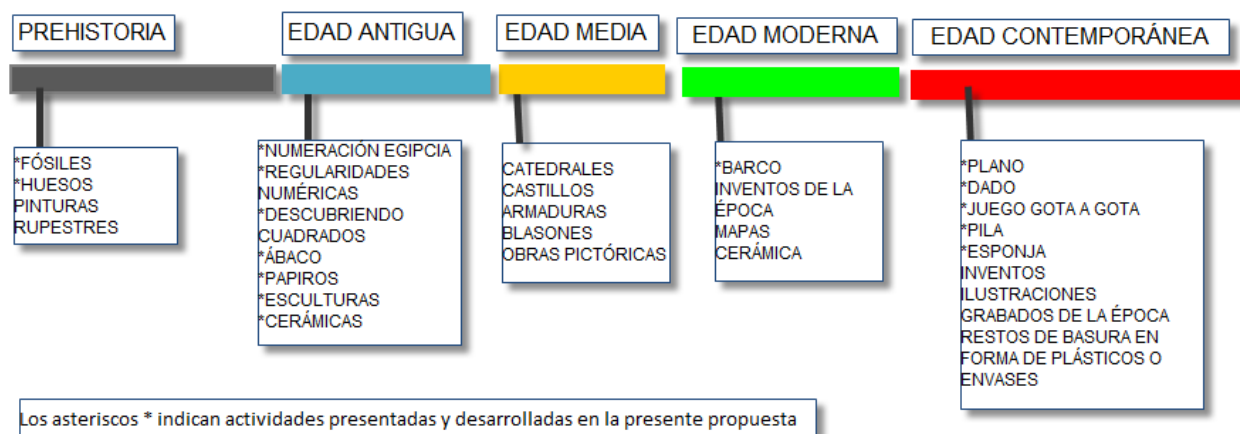 PREHISTORIA
EDAD ANTIGUA
EDAD MEDIA
EDAD MODERNA
EDAD CONTEMPORÁNEA
*FÓSILES
*HUESOS
PINTURAS
RUPESTRES
*NUMERACIÓN EGIPCIA
*REGULARIDADES
NUMÉRICAS
*DESCUBRIENDO
CUADRADOS
*ÁBACO
*PAPIROS
*ESCULTURAS
*CERÁMICAS
CATEDRALES
CASTILLOS
ARMADURAS
BLASONES
OBRAS PICTÓRICAS
*BARCO
INVENTOS DE LA
ÉPOCA
MAPAS
CERÁMICA
*PLANO
*DADO
*JUEGO GOTA A GOTA
*PILA
*ESPONJA
INVENTOS
ILUSTRACIONES
GRABADOS DE LA ÉPOCA
RESTOS DE BASURA EN
FORMA DE PLÁSTICOS O
ENVASES
Los asteriscos * indican actividades presentadas y desarrolladas en la presente propuesta